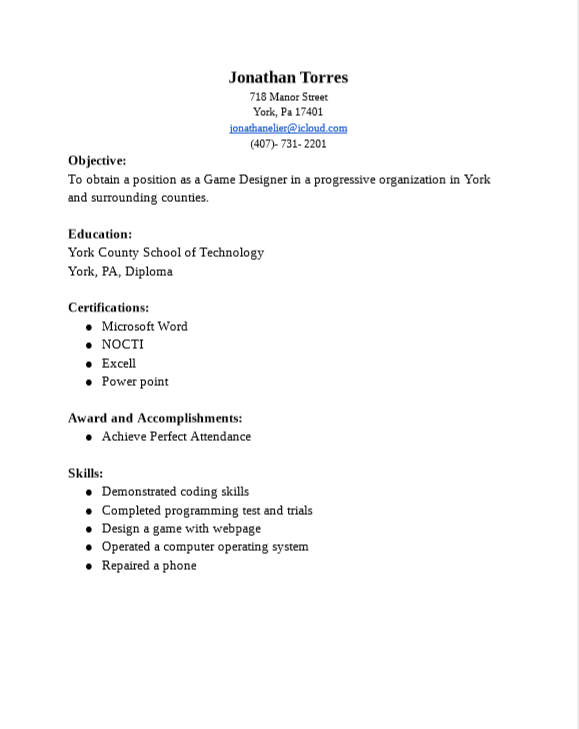 Jonathan Torres
718 Manor Street
York, Pa 17401
jonathanelier@icloud.com
(407)- 731- 2201
Objective:
To obtain a position as a Game Designer in a progressive organization in York
and surrounding counties.
Education:
York County School of Technology
York, PA, Diploma
Certifications:
● Microsoft Word
● NOCTI
● Excell
● Power point
Award and Accomplishments:
● Achieve Perfect Attendance
Skills:
● Demonstrated coding skills
● Completed programming test and trials
● Design a game with webpage
● Operated a computer operating system
● Repaired a phone